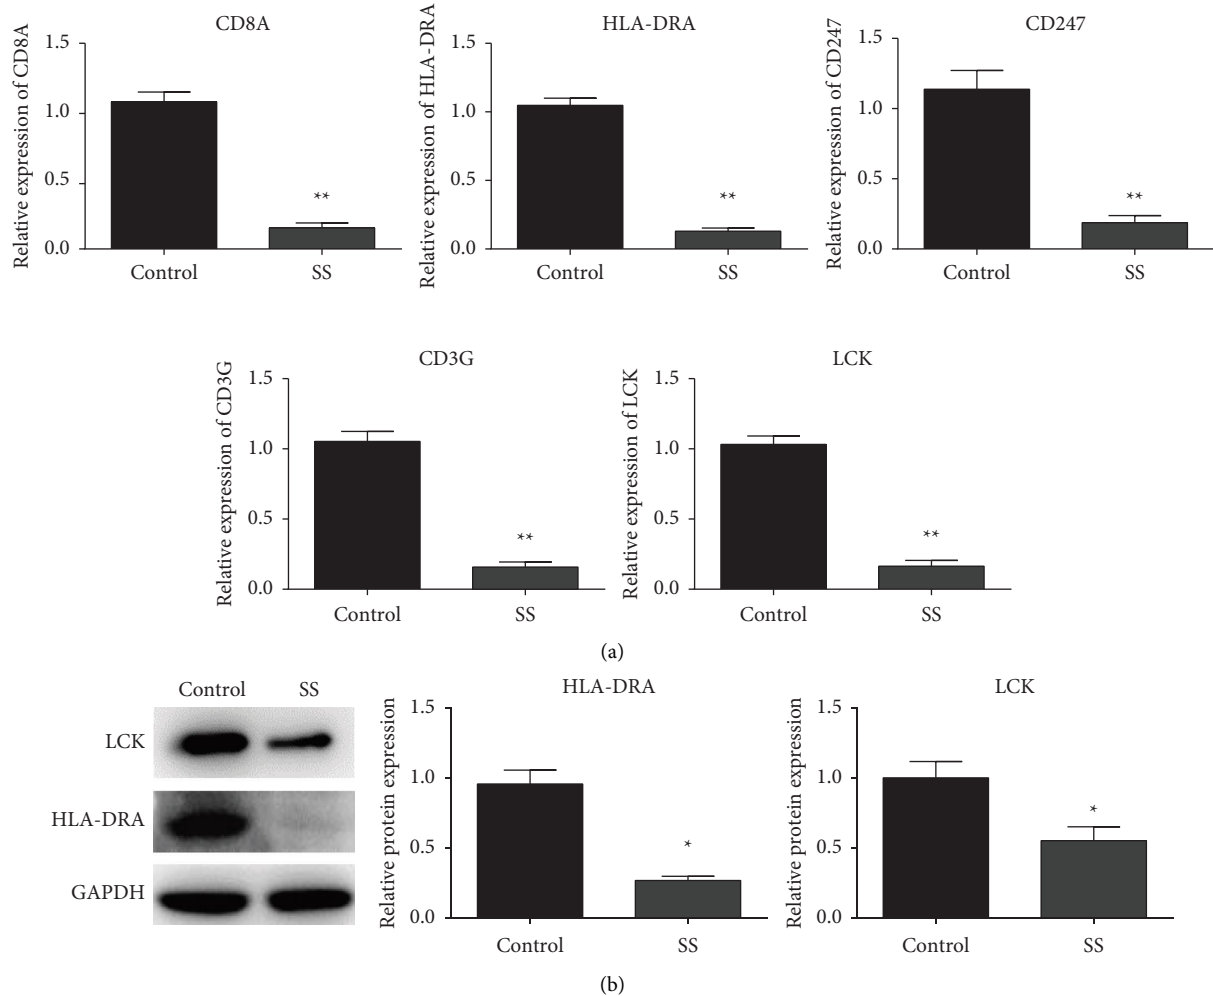 CD8A
Relative expression of CD8A
1.5
1.0
0.5
0.0
**
Control
SS
HLA-DRA
Relative expression of HLA-DRA
1.5
1.0
0.5
0.0
**
Control
SS
CD247
Relative expression of CD247
1.5
1.0
0.5
0.0
**
Control
SS
CD3G
Relative expression of CD3G
1.5
1.0
0.5
0.0
**
Control
SS
LCK
Relative expression of LCK
1.5
1.0
0.5
0.0
**
Control
SS
(a)
Control SS
LCK
HLA-DRA
GAPDH
HLA-DRA
Relative protein expression
1.5
1.0
0.5
0.0
*
Control
SS
LCK
Relative protein expression
1.5
1.0
0.5
0.0
*
Control
SS
(b)